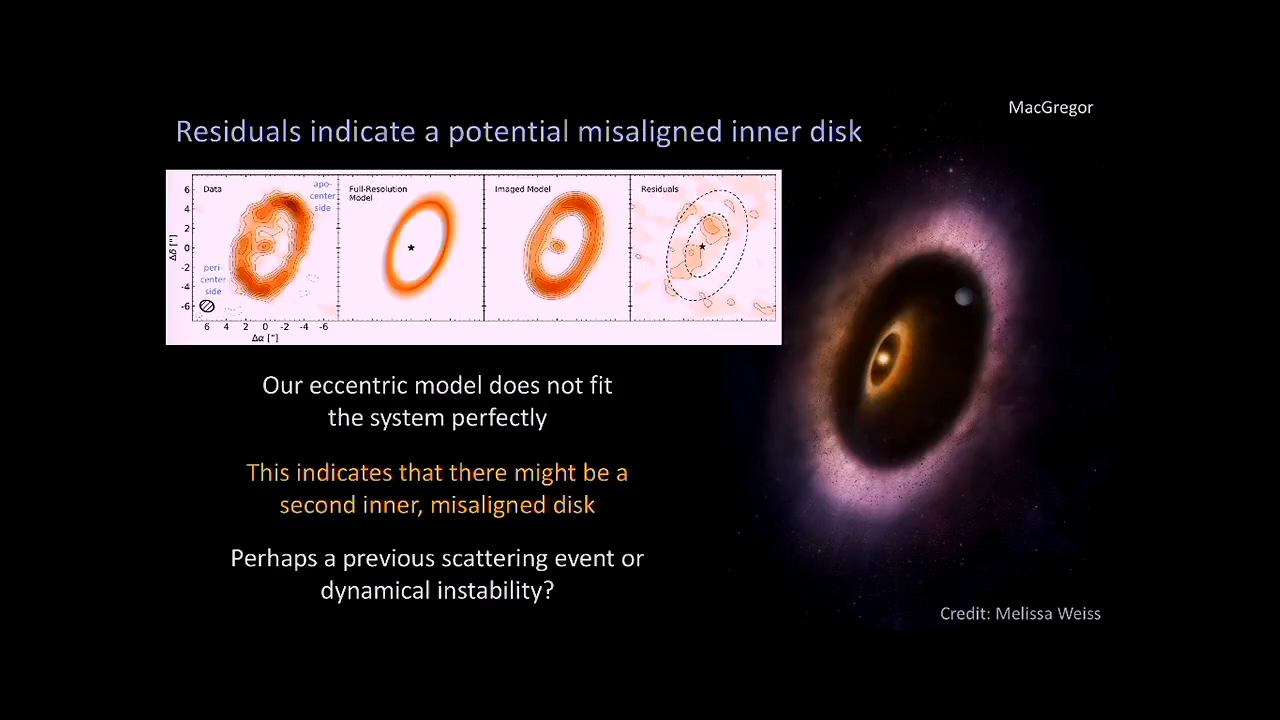 MacGregor
Residuals indicate a potential misaligned inner disk
Data
apo-
center
side
peri-
center
side
Full-Resolution
Model
Imaged Model
Residuals
6
4
2
0
-2
-4
-6
Δδ ["]
6 4 2 0 -2 -4 -6
Δα ["]
Our eccentric model does not fit
the system perfectly
This indicates that there might be a
second inner, misaligned disk
Perhaps a previous scattering event or
dynamical instability?
Credit: Melissa Weiss